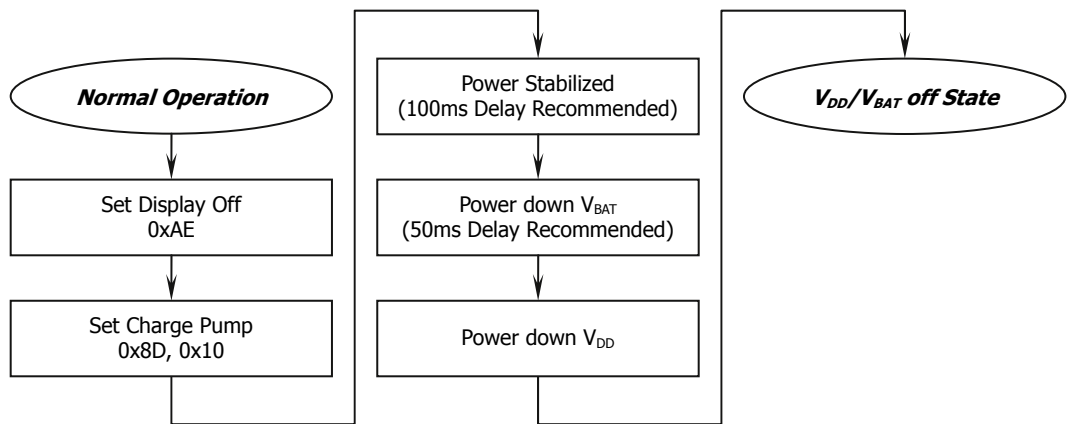 Normal Operation
Set Display Off
0xAE
Set Charge Pump
0x8D, 0x10
Power Stabilized
(100ms Delay Recommended)
Power down VBAT
(50ms Delay Recommended)
Power down VDD
VDD/VBAT off State